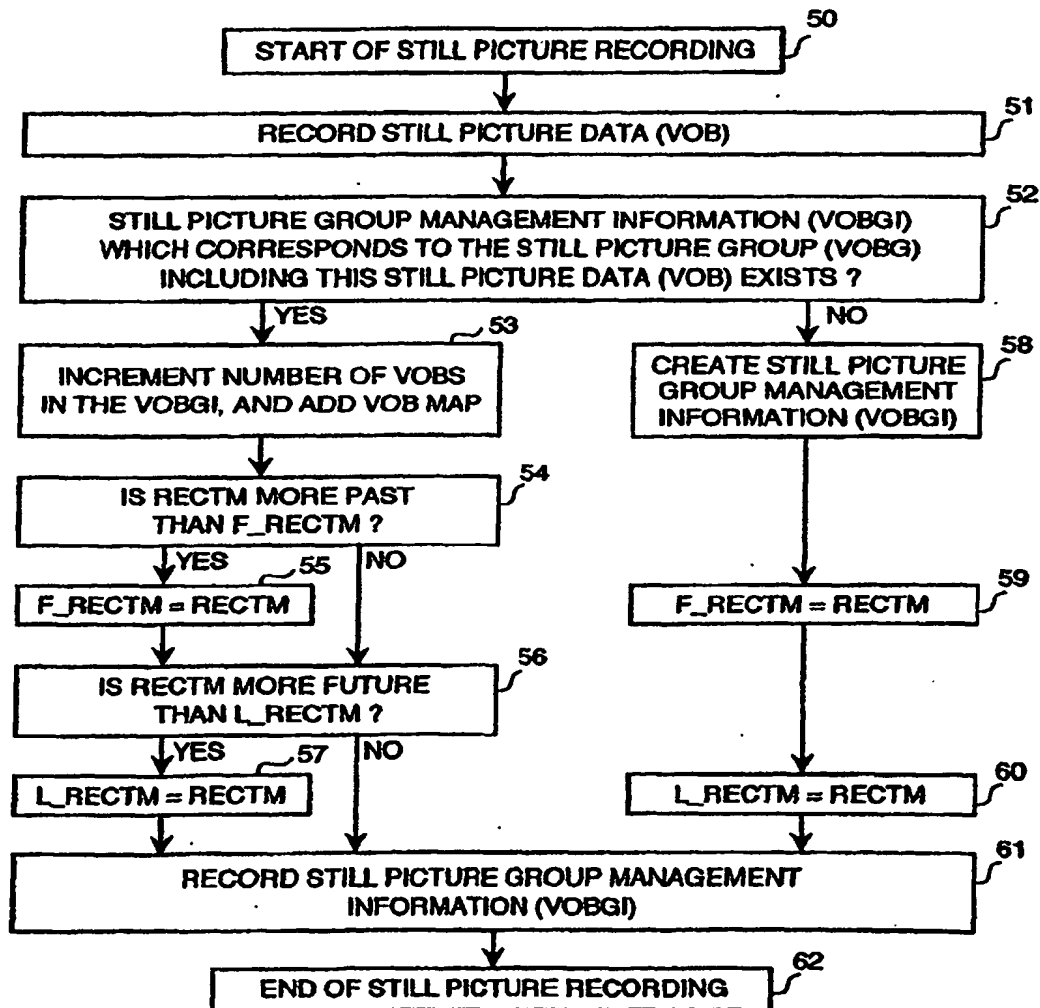 50
START OF STILL PICTURE RECORDING
51
RECORD STILL PICTURE DATA (VOB)
52
STILL PICTURE GROUP MANAGEMENT INFORMATION (VOBGI)
WHICH CORRESPONDS TO THE STILL PICTURE GROUP (VOBG)
INCLUDING THIS STILL PICTURE DATA (VOB) EXISTS ?
YES
NO
53
INCREMENT NUMBER OF VOBS
IN THE VOBGI, AND ADD VOB MAP
58
CREATE STILL PICTURE
GROUP MANAGEMENT
INFORMATION (VOBGI)
54
IS RECTM MORE PAST
THAN F_RECTM ?
YES
NO
55
F_RECTM = RECTM
59
F_RECTM = RECTM
56
IS RECTM MORE FUTURE
THAN L_RECTM ?
YES
NO
57
L_RECTM = RECTM
60
L_RECTM = RECTM
61
RECORD STILL PICTURE GROUP MANAGEMENT
INFORMATION (VOBGI)
62
END OF STILL PICTURE RECORDING